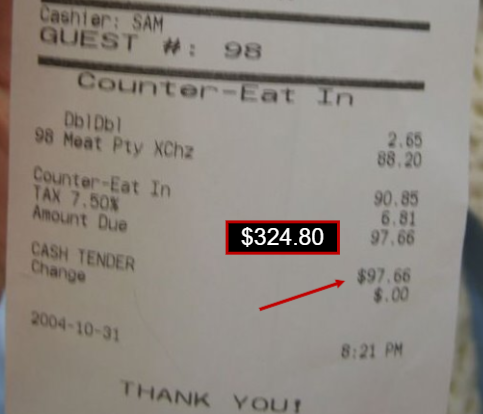 Cashier: SAM
GUEST #: 98
Counter-Eat In
DblDbl 2.65
98 Meat Pty XChz 88.20
Counter-Eat In 90.85
TAX 7.50% 6.81
Amount Due 97.66
$324.80
CASH TENDER $97.66
Change $.00
2004-10-31 8:21 PM
THANK YOU!